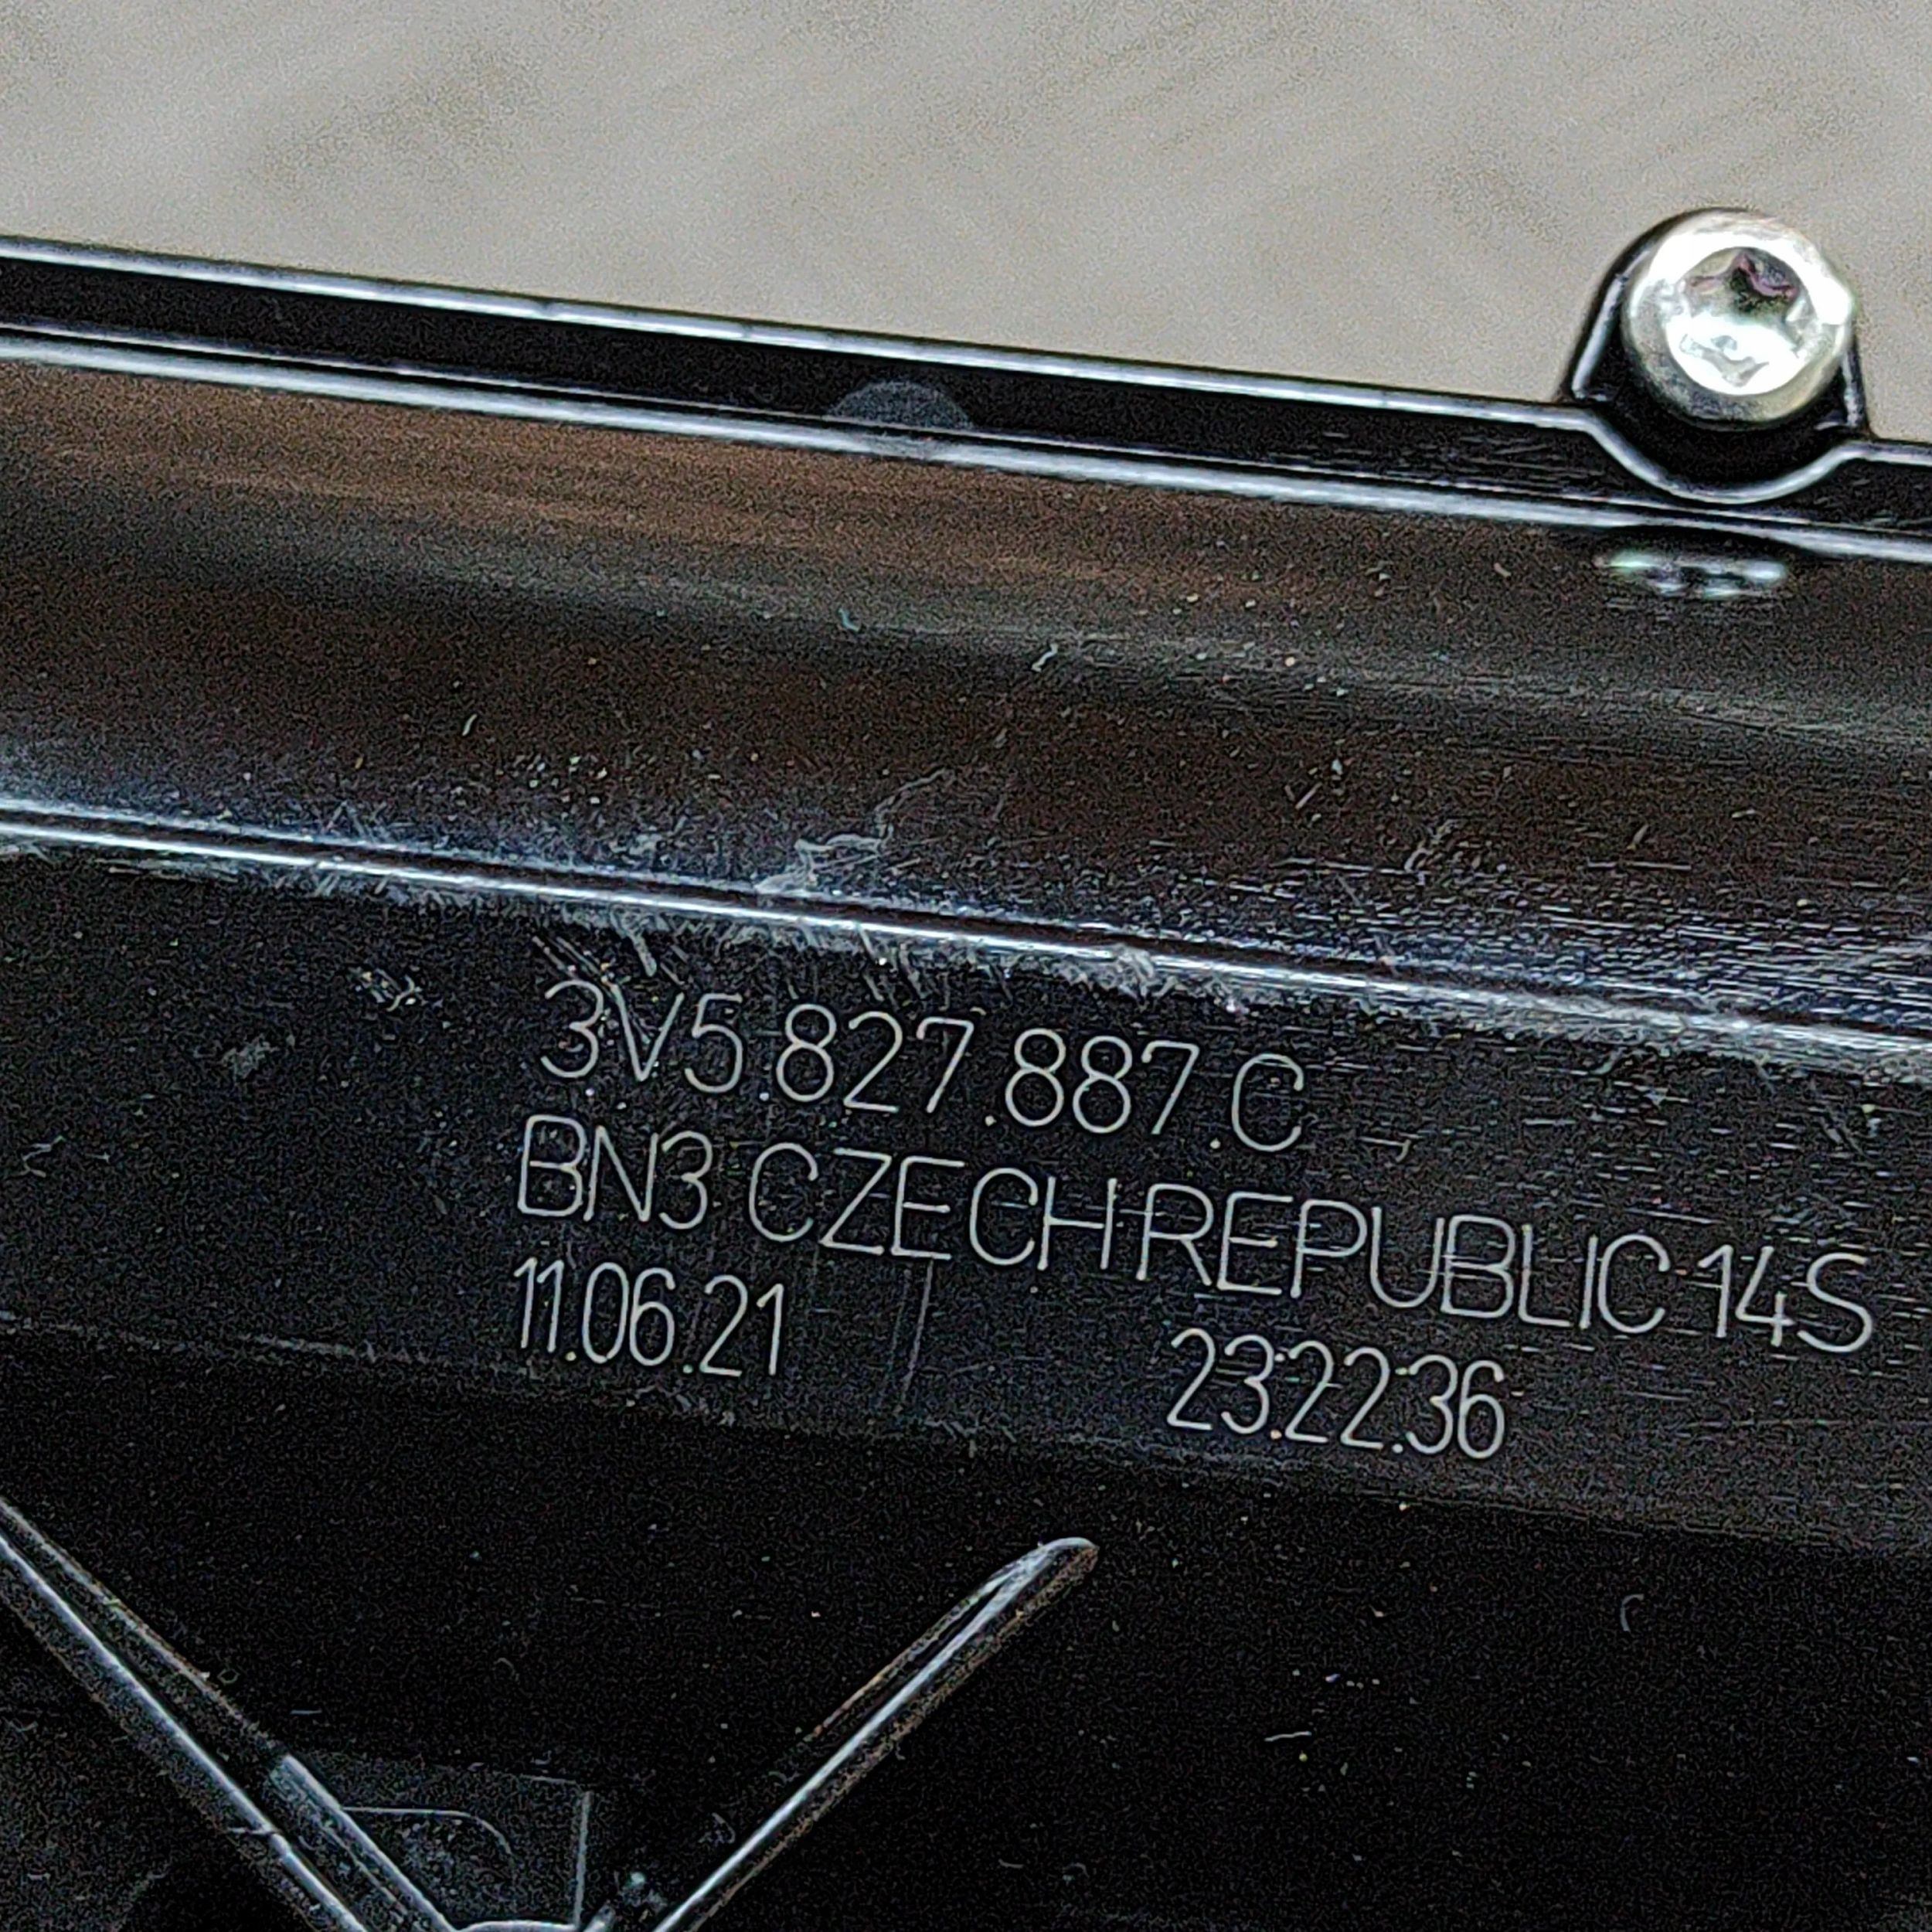 3V5.827.887.C
BN3 CZECH REPUBLIC 14S
11.06.21 23:22:36